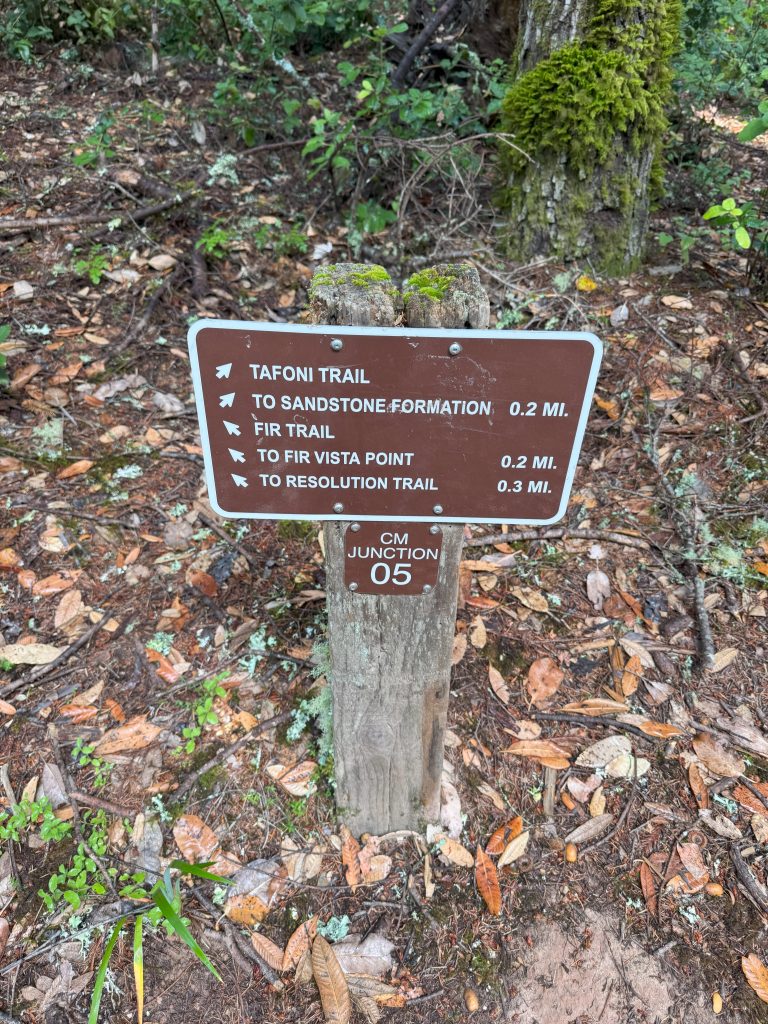 TAFONI TRAIL
TO SANDSTONE FORMATION 0.2 MI.
FIR TRAIL
TO FIR VISTA POINT 0.2 MI.
TO RESOLUTION TRAIL 0.3 MI.
CM
JUNCTION
05